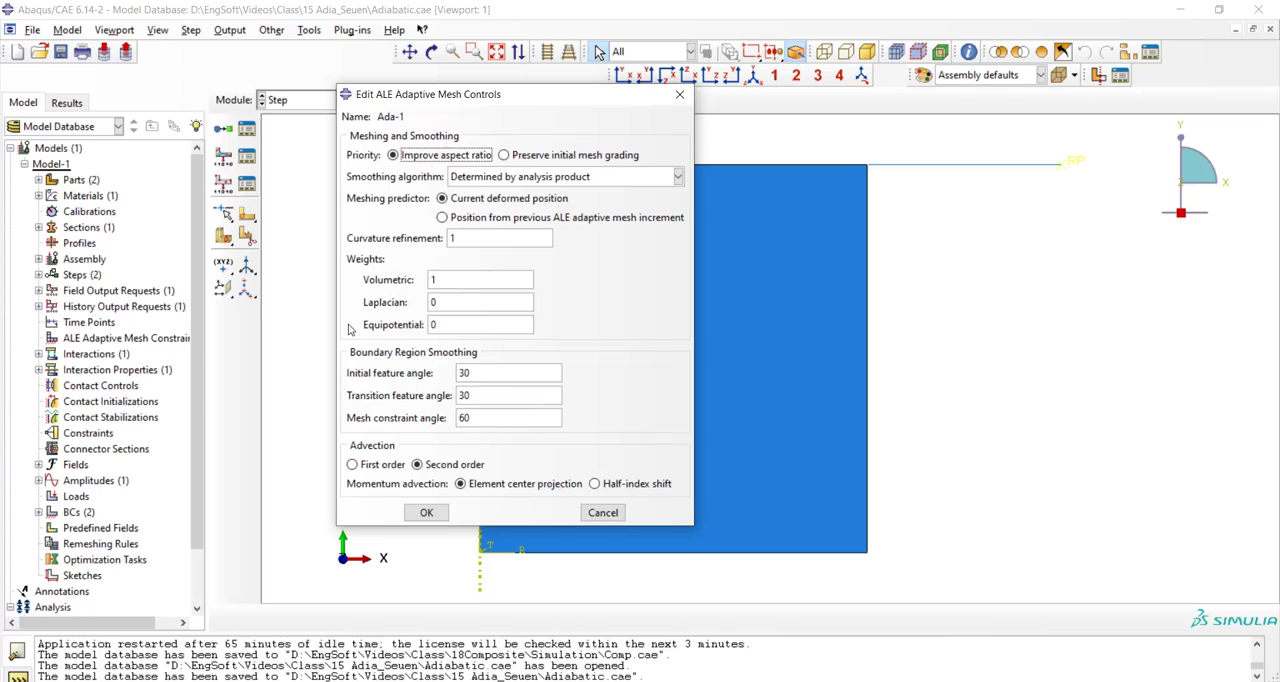 Abaqus/CAE 6.14-2 - Model Database: D:\EngSoft\Videos\Class\15 Adia_Seuen\Adiabatic.cae [Viewport: 1]
File Model Viewport View Step Output Other Tools Plug-ins Help
All
1 2 3 4
Assembly defaults
Model Results
Module: Step
Model Database
Models (1)
Model-1
Parts (2)
Materials (1)
Calibrations
Sections (1)
Profiles
Assembly
Steps (2)
Field Output Requests (1)
History Output Requests (1)
Time Points
ALE Adaptive Mesh Constrai
Interactions (1)
Interaction Properties (1)
Contact Controls
Contact Initializations
Contact Stabilizations
Constraints
Connector Sections
Fields
Amplitudes (1)
Loads
BCs (2)
Predefined Fields
Remeshing Rules
Optimization Tasks
Sketches
Annotations
Analysis
Edit ALE Adaptive Mesh Controls
Name: Ada-1
Meshing and Smoothing
Priority: Improve aspect ratio Preserve initial mesh grading
Smoothing algorithm: Determined by analysis product
Meshing predictor: Current deformed position
Position from previous ALE adaptive mesh increment
Curvature refinement: 1
Weights:
Volumetric: 1
Laplacian: 0
Equipotential: 0
Boundary Region Smoothing
Initial feature angle: 30
Transition feature angle: 30
Mesh constraint angle: 60
Advection
First order Second order
Momentum advection: Element center projection Half-index shift
OK Cancel
RP
Y
X
Z
T R
X
SIMULIA
Application restarted after 65 minutes of idle time; the license will be checked within the next 3 minutes.
The model database has been saved to "D:\EngSoft\Videos\Class\18Composite\Simulation\Comp.cae".
The model database "D:\EngSoft\Videos\Class\15 Adia_Seuen\Adiabatic.cae" has been opened.
The model database has been saved to "D:\EngSoft\Videos\Class\15 Adia_Seuen\Adiabatic.cae".